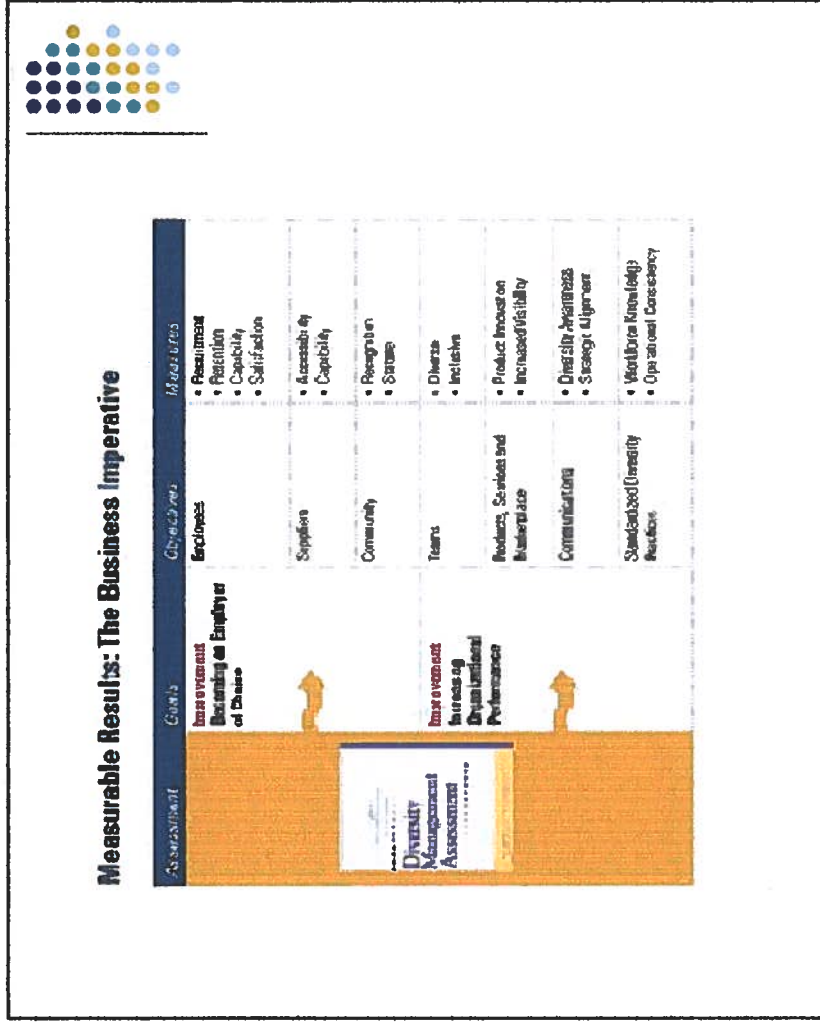 Measurable Results: The Business Imperative
Assessment
Goals
Objectives
Measures
Diversity
Management
Assessment
Improvement
Becoming an Employer
of Choice
Employees
• Recruitment
• Retention
• Capability
• Satisfaction
Suppliers
• Accessibility
• Capability
Community
• Recognition
• Stature
Improvement
Increasing
Organizational
Performance
Teams
• Diverse
• Inclusive
Products, Services and
Marketplace
• Product Innovation
• Increased Visibility
Communications
• Diversity Awareness
• Strategic Alignment
Standardized Diversity
Practices
• Workforce Knowledge
• Operational Consistency